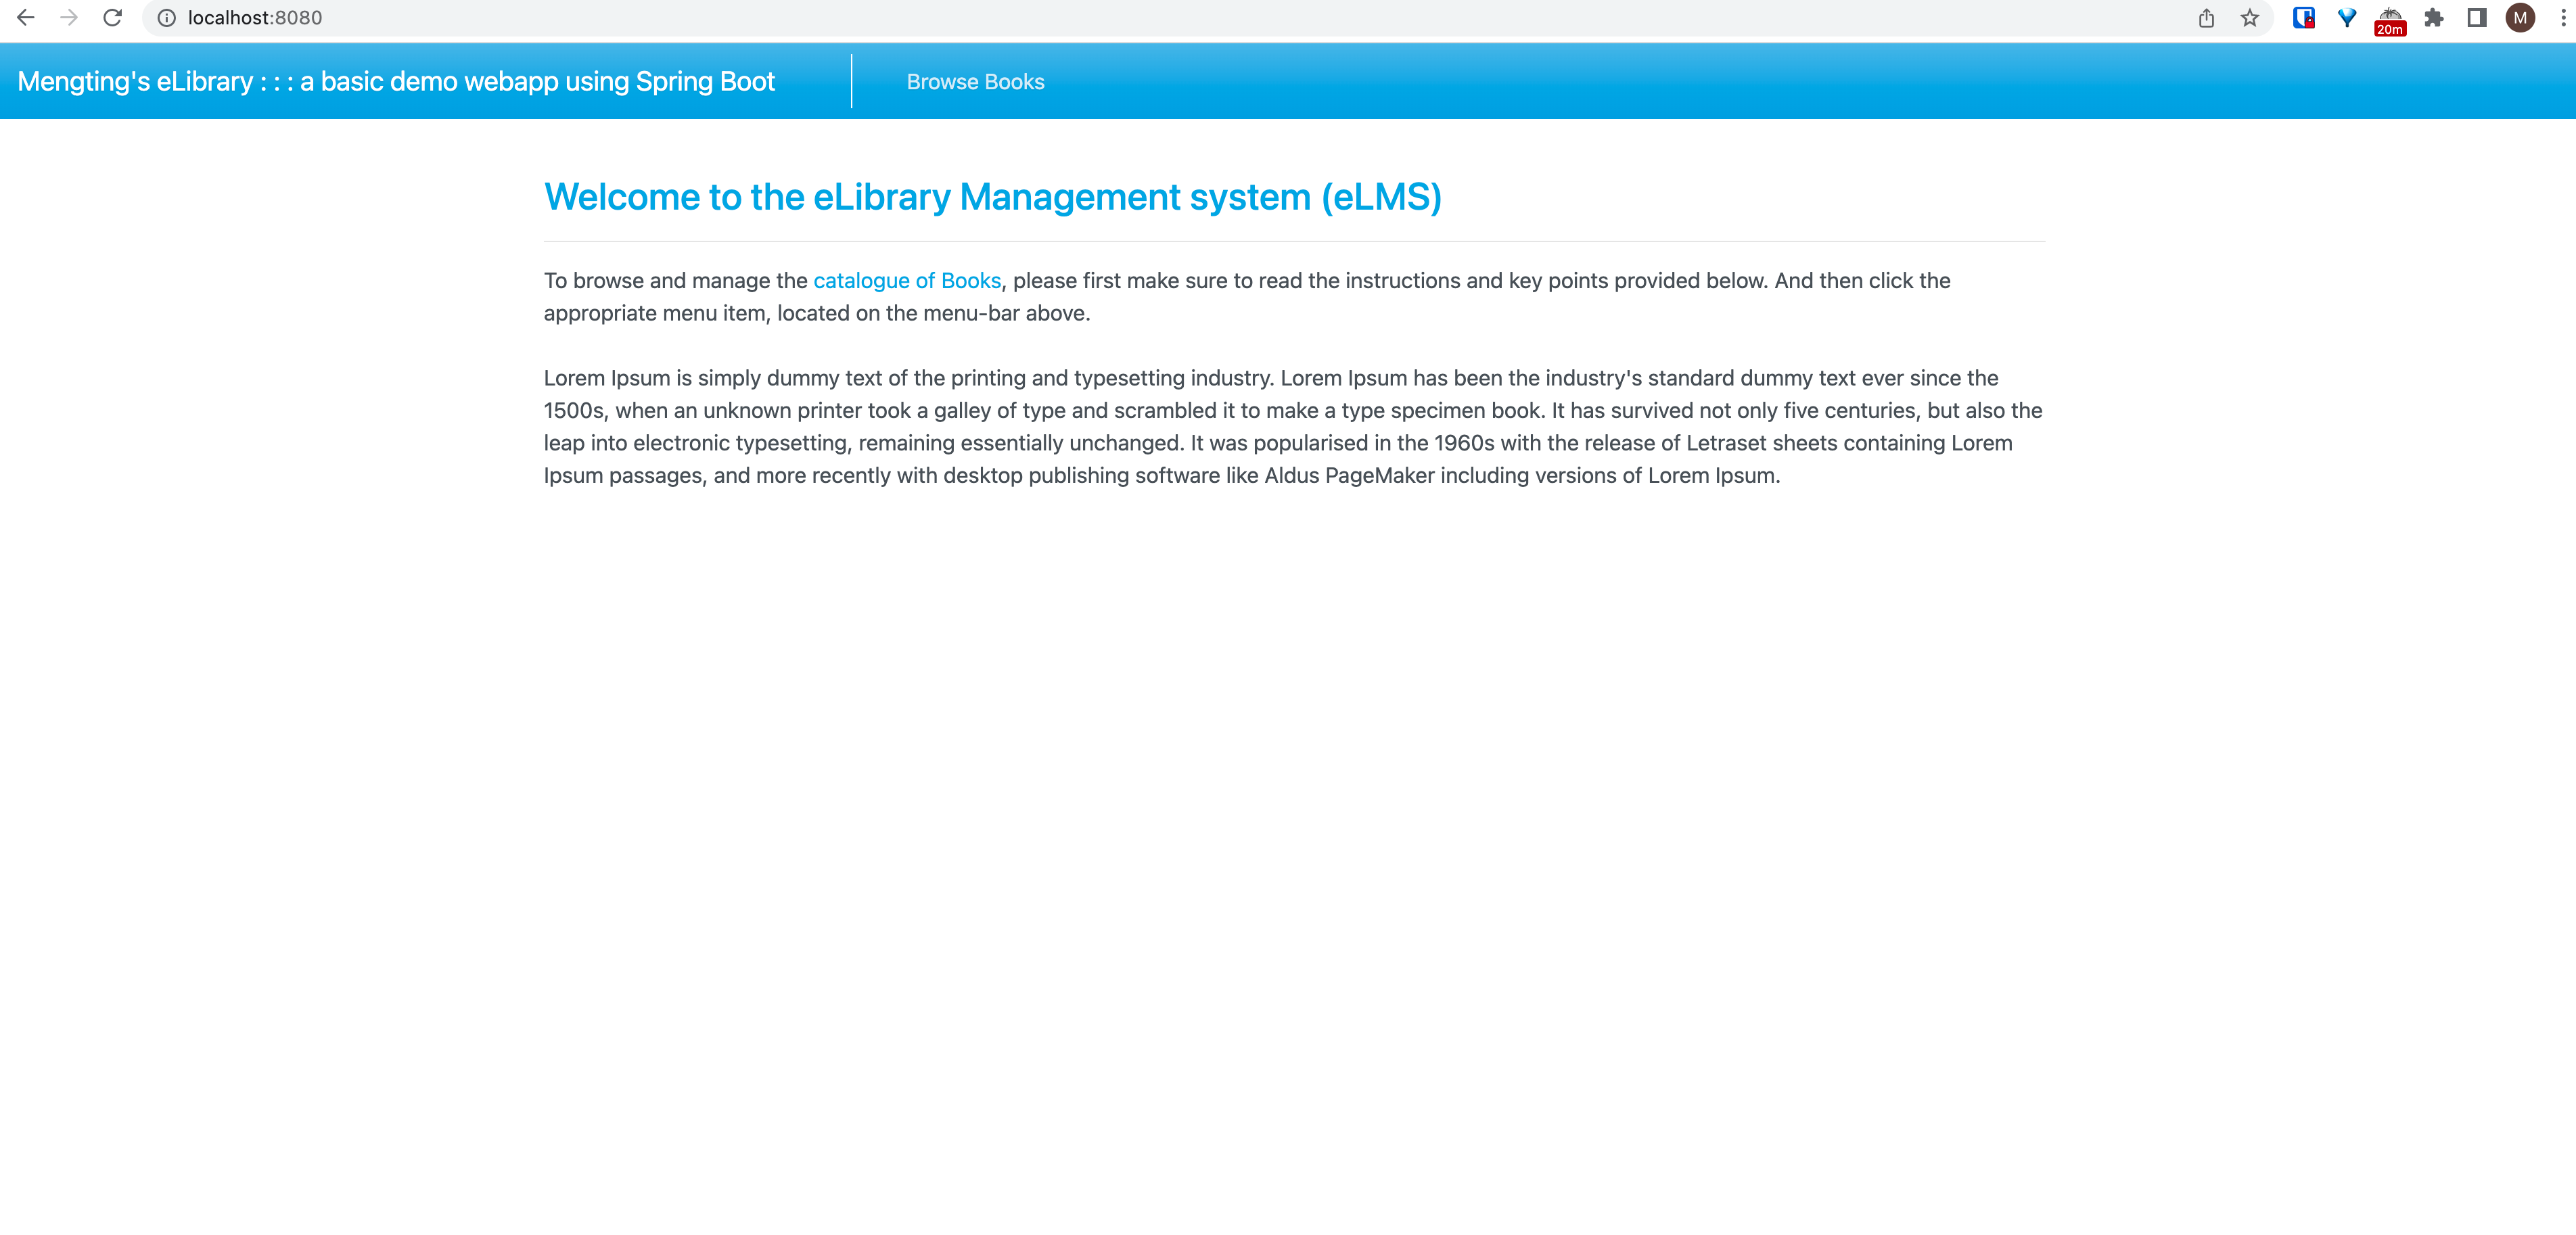 localhost:8080
20m
M
Mengting's eLibrary : : : a basic demo webapp using Spring Boot
Browse Books
Welcome to the eLibrary Management system (eLMS)
To browse and manage the catalogue of Books, please first make sure to read the instructions and key points provided below. And then click the
appropriate menu item, located on the menu-bar above.
Lorem Ipsum is simply dummy text of the printing and typesetting industry. Lorem Ipsum has been the industry's standard dummy text ever since the
1500s, when an unknown printer took a galley of type and scrambled it to make a type specimen book. It has survived not only five centuries, but also the
leap into electronic typesetting, remaining essentially unchanged. It was popularised in the 1960s with the release of Letraset sheets containing Lorem
Ipsum passages, and more recently with desktop publishing software like Aldus PageMaker including versions of Lorem Ipsum.